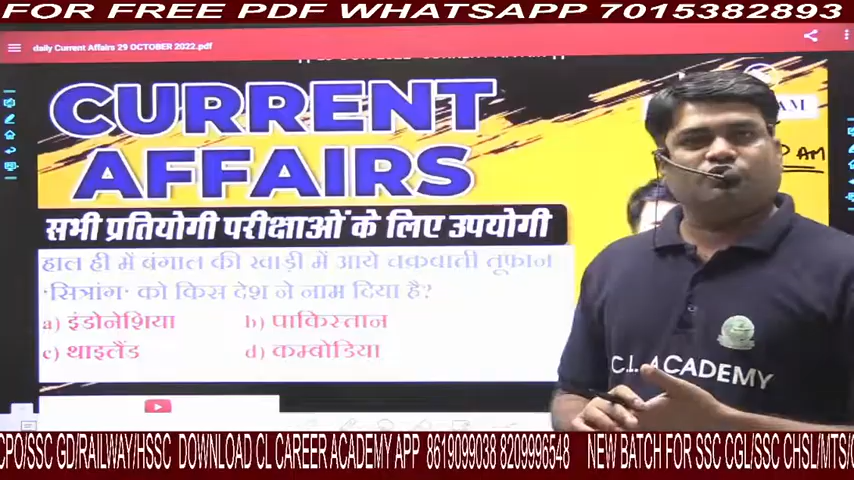 FOR FREE PDF WHATSAPP 7015382893
daily Current Affairs 29 OCTOBER 2022.pdf
CURRENT
AFFAIRS
AM
AM
सभी प्रतियोगी परीक्षाओं के लिए उपयोगी
हाल ही में बंगाल की खाड़ी में आये चक्रवाती तूफान
'सित्रांग' को किस देश ने नाम दिया है?
a) इंडोनेशिया b) पाकिस्तान
c) थाइलैंड d) कम्बोडिया
C.L. ACADEMY
CPO/SSC GD/RAILWAY/HSSC DOWNLOAD CL CAREER ACADEMY APP 8619099038 8209996548 NEW BATCH FOR SSC CGL/SSC CHSL/MTS/